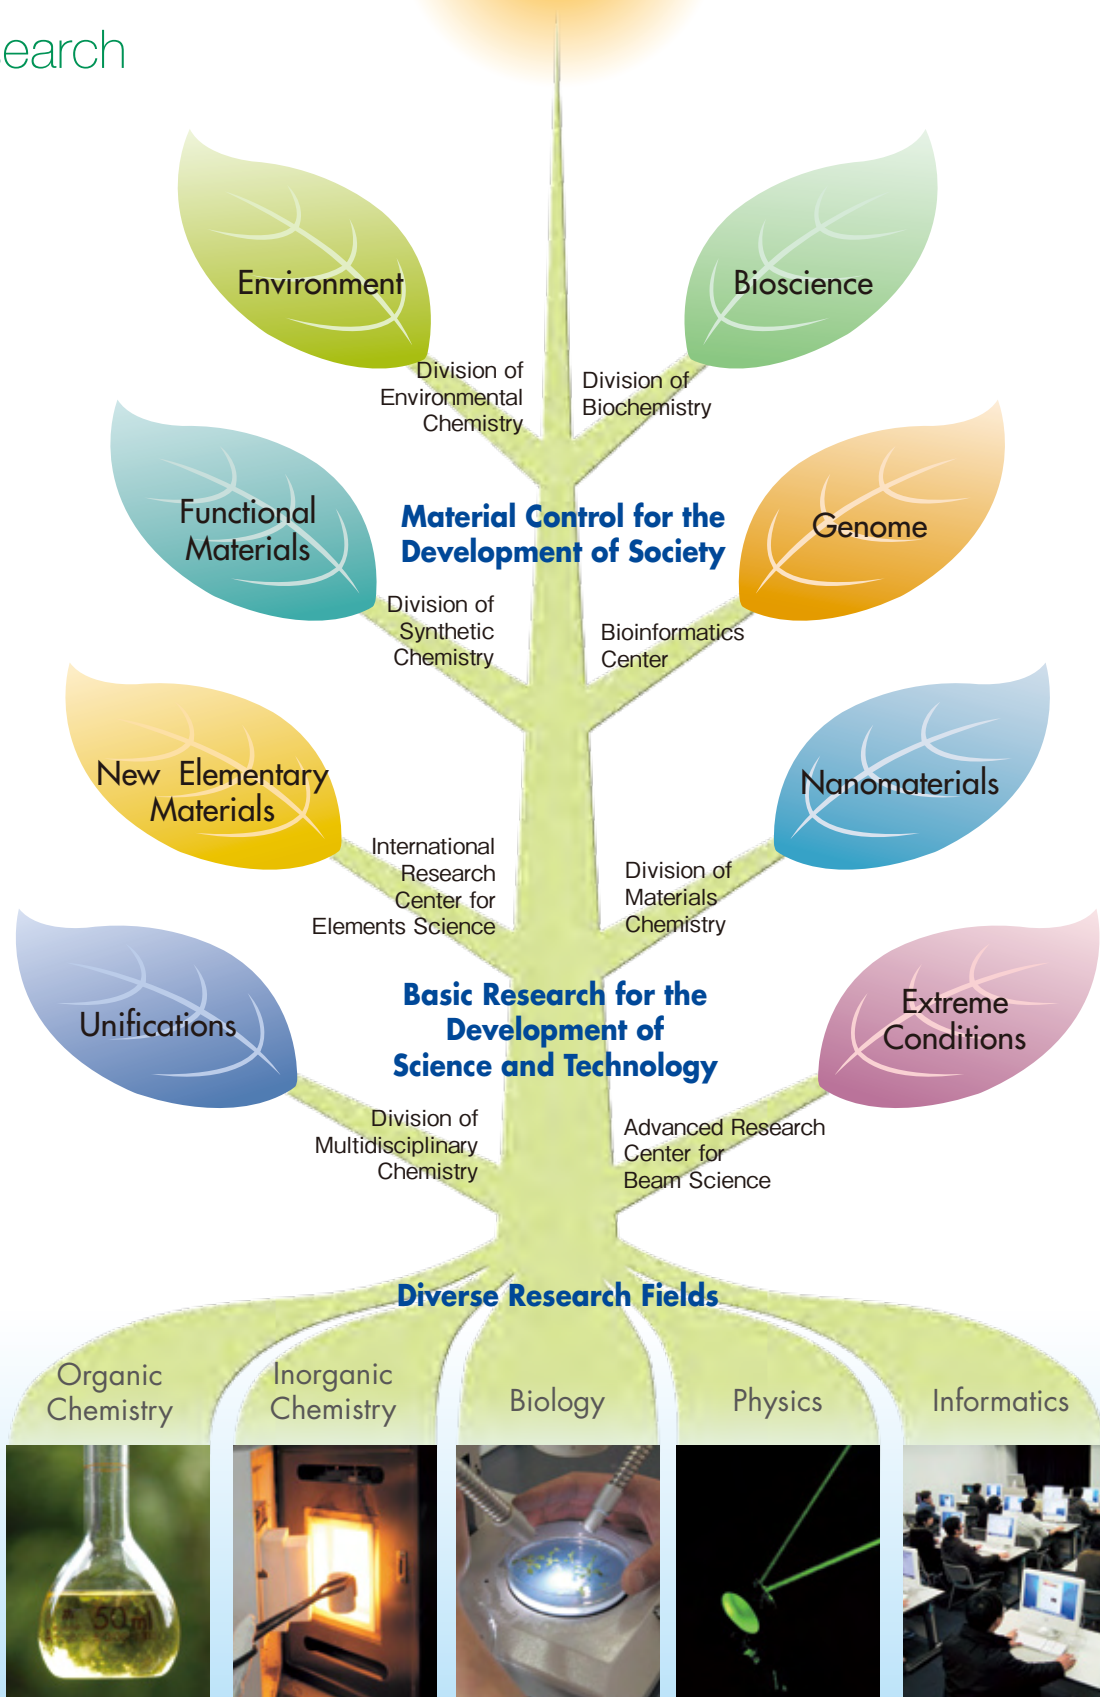 earch
Environment
Bioscience
Division of
Environmental
Chemistry
Division of
Biochemistry
Functional
Materials
Material Control for the
Development of Society
Genome
Division of
Synthetic
Chemistry
Bioinformatics
Center
New Elementary
Materials
Nanomaterials
International
Research
Center for
Elements Science
Division of
Materials
Chemistry
Unifications
Basic Research for the
Development of
Science and Technology
Extreme
Conditions
Division of
Multidisciplinary
Chemistry
Advanced Research
Center for
Beam Science
Diverse Research Fields
Organic
Chemistry
Inorganic
Chemistry
Biology
Physics
Informatics
50ml